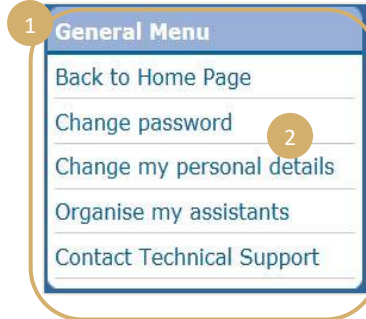 1
General Menu
Back to Home Page
Change password
2
Change my personal details
Organise my assistants
Contact Technical Support